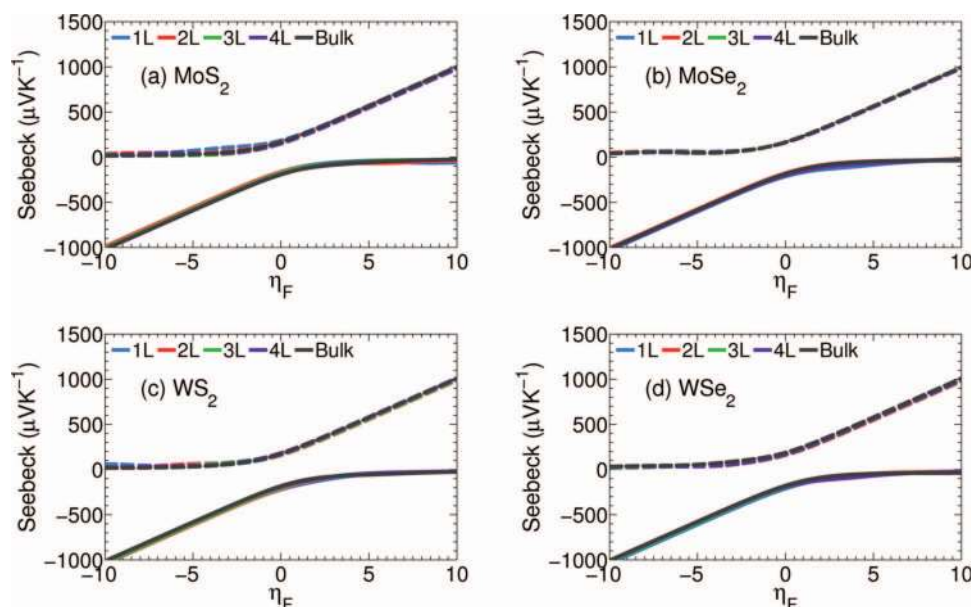 1500
1L 2L 3L 4L Bulk
1000
(a) MoS₂
500
0
−500
−1000
−10 −5 0 5 10
η_F
Seebeck (μVK⁻¹)
1500
1L 2L 3L 4L Bulk
1000
(b) MoSe₂
500
0
−500
−1000
−10 −5 0 5 10
η_F
Seebeck (μVK⁻¹)
1500
1L 2L 3L 4L Bulk
1000
(c) WS₂
500
0
−500
−1000
−10 −5 0 5 10
η_F
Seebeck (μVK⁻¹)
1500
1L 2L 3L 4L Bulk
1000
(d) WSe₂
500
0
−500
−1000
−10 −5 0 5 10
η_F
Seebeck (μVK⁻¹)